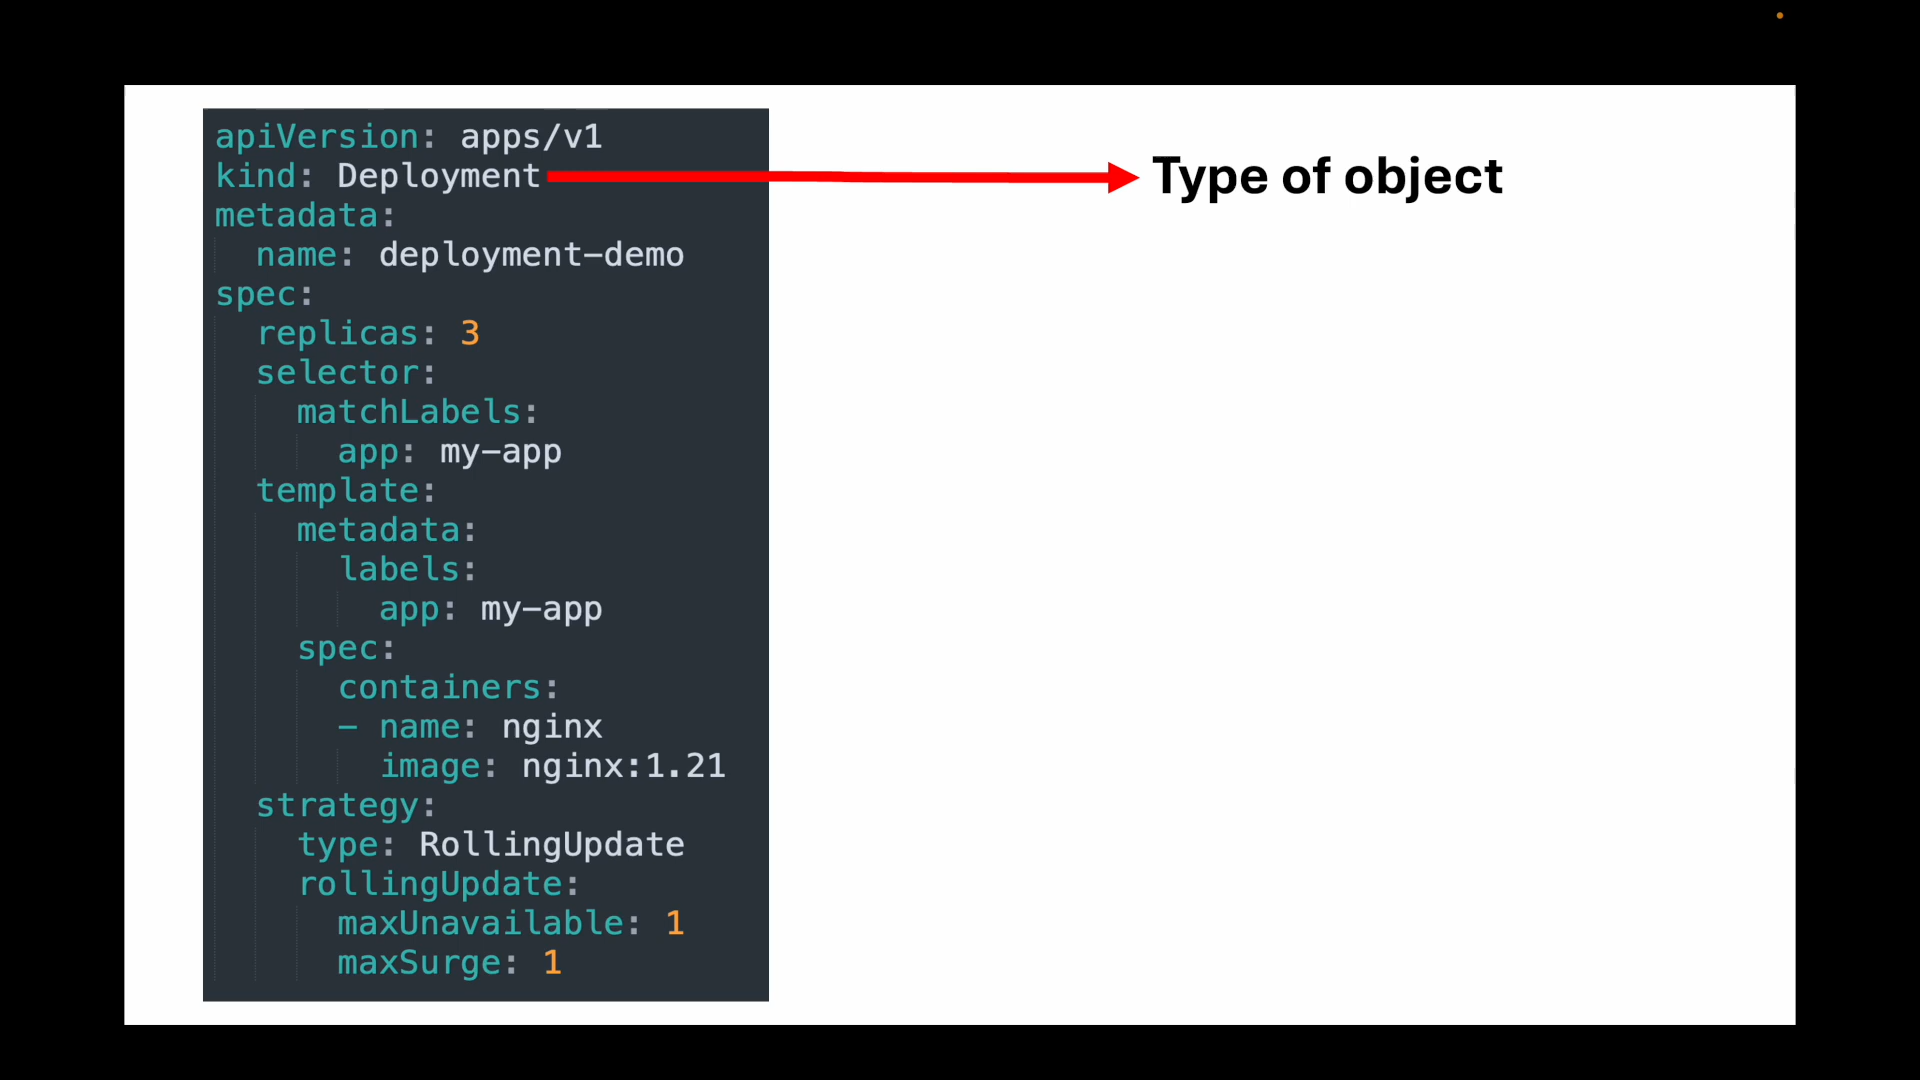 apiVersion: apps/v1
kind: Deployment
Type of object
metadata:
  name: deployment-demo
spec:
  replicas: 3
  selector:
    matchLabels:
      app: my-app
  template:
    metadata:
      labels:
        app: my-app
    spec:
      containers:
      - name: nginx
        image: nginx:1.21
  strategy:
    type: RollingUpdate
    rollingUpdate:
      maxUnavailable: 1
      maxSurge: 1